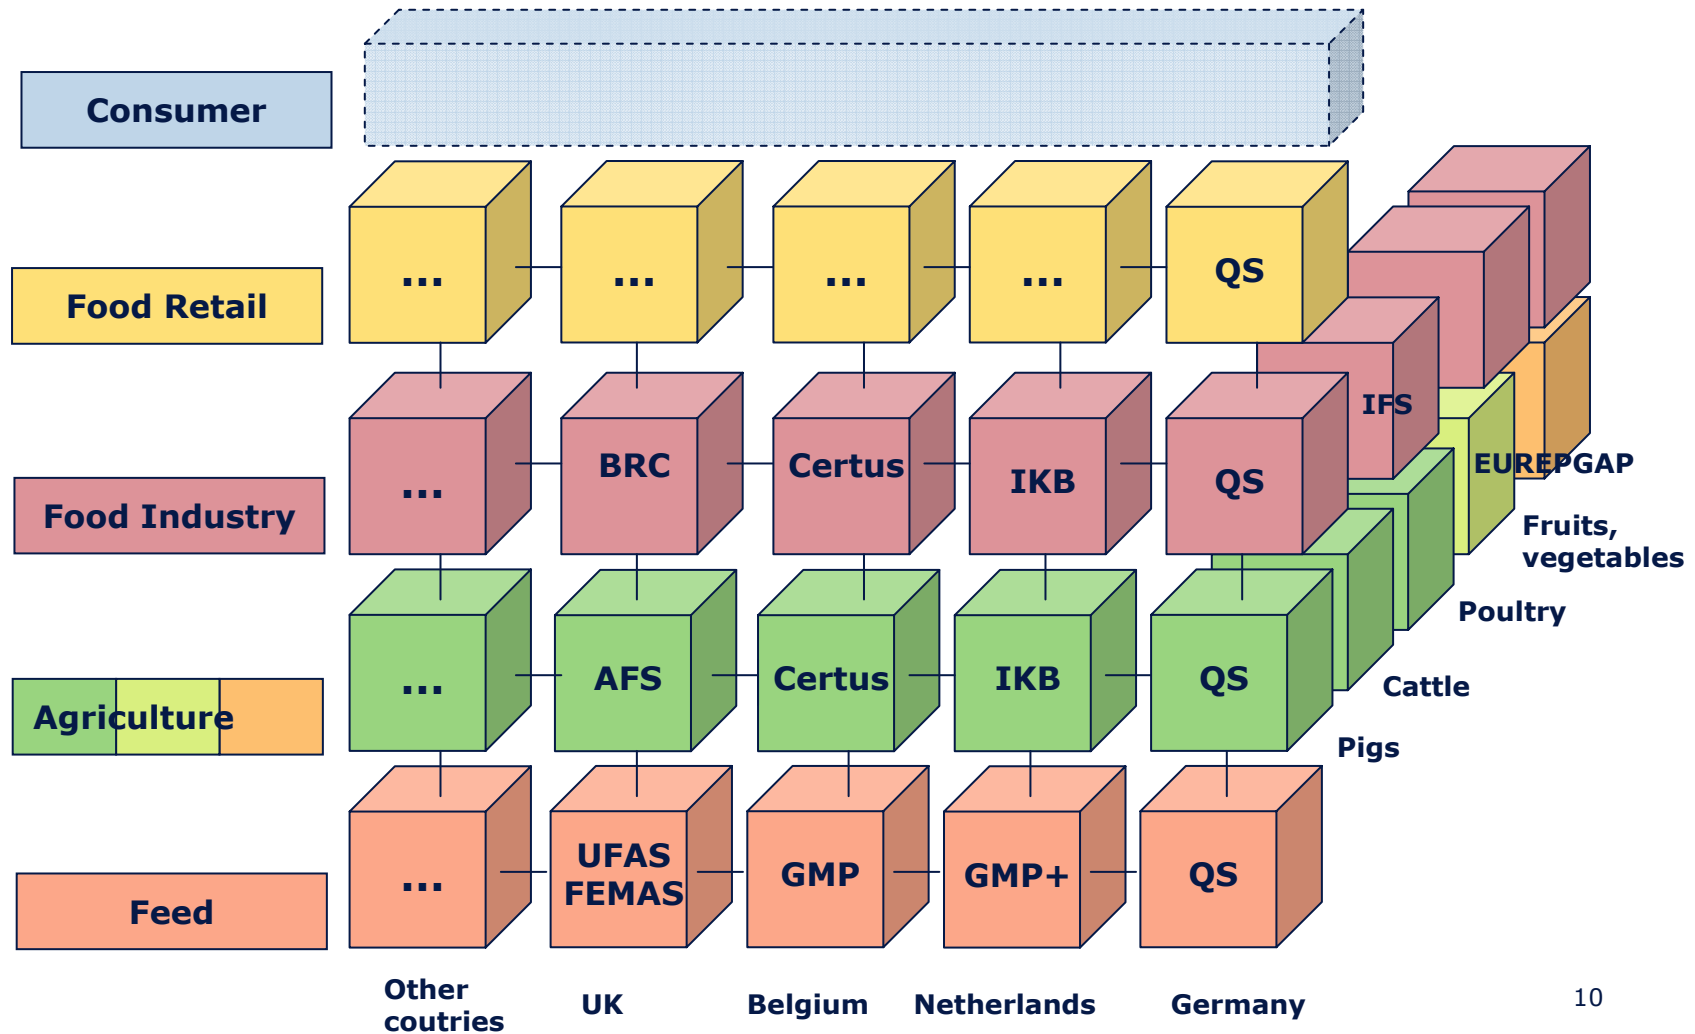 Consumer
Food Retail
...
...
...
...
QS
IFS
Food Industry
...
BRC
Certus
IKB
QS
EUREPGAP
Fruits,
vegetables
Poultry
Cattle
Pigs
Agriculture
...
AFS
Certus
IKB
QS
Feed
...
UFAS
FEMAS
GMP
GMP+
QS
Other
coutries
UK
Belgium
Netherlands
Germany
10